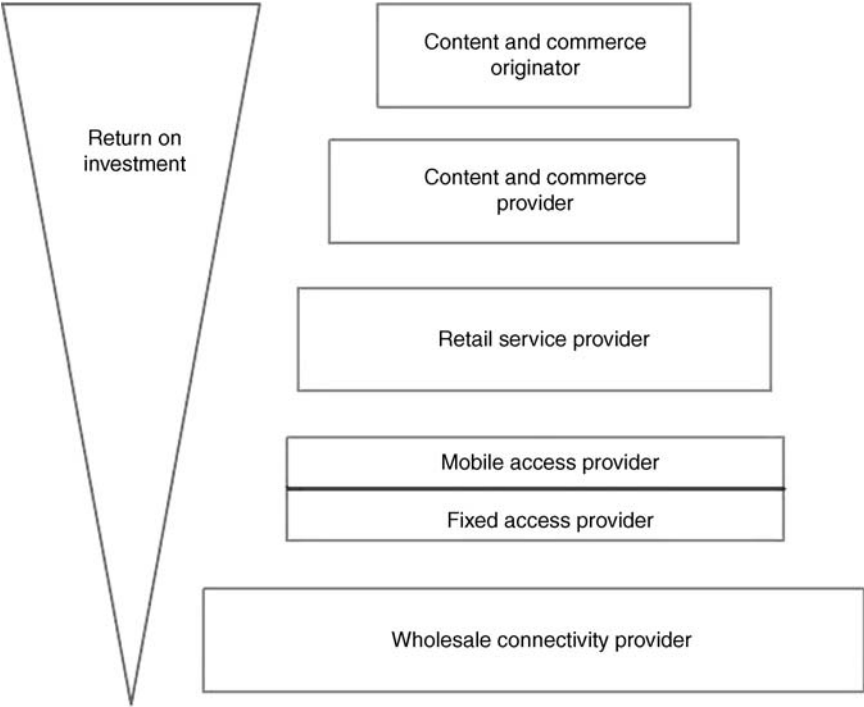 Content and commerce
originator
Return on
investment
Content and commerce
provider
Retail service provider
Mobile access provider
Fixed access provider
Wholesale connectivity provider